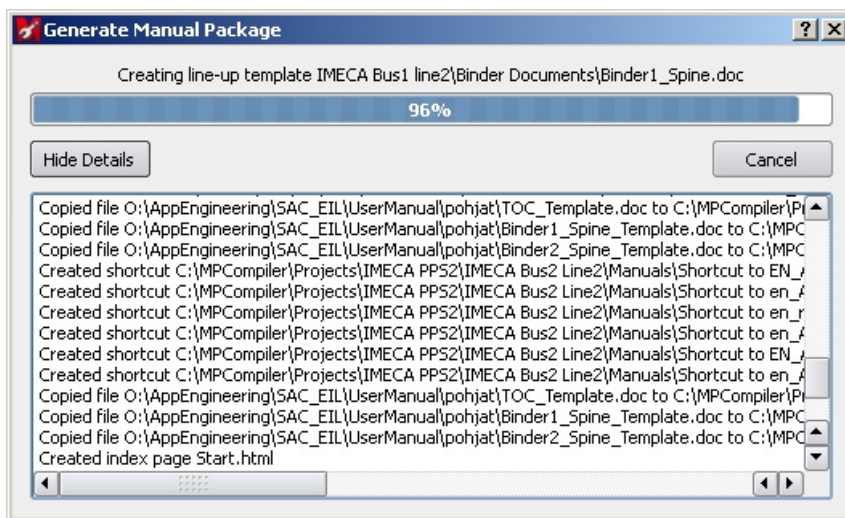 Generate Manual Package
Creating line-up template IMECA Bus1 line2\Binder Documents\Binder1_Spine.doc
96%
Hide Details
Cancel
Copied file O:\AppEngineering\SAC_EIL\UserManual\pohjat\TOC_Template.doc to C:\MPCompiler\Pr
Copied file O:\AppEngineering\SAC_EIL\UserManual\pohjat\Binder1_Spine_Template.doc to C:\MPC
Copied file O:\AppEngineering\SAC_EIL\UserManual\pohjat\Binder2_Spine_Template.doc to C:\MPC
Created shortcut C:\MPCompiler\Projects\IMECA PPS2\IMECA Bus2 Line2\Manuals\Shortcut to EN_A
Created shortcut C:\MPCompiler\Projects\IMECA PPS2\IMECA Bus2 Line2\Manuals\Shortcut to en_A
Created shortcut C:\MPCompiler\Projects\IMECA PPS2\IMECA Bus2 Line2\Manuals\Shortcut to en_r
Created shortcut C:\MPCompiler\Projects\IMECA PPS2\IMECA Bus2 Line2\Manuals\Shortcut to en_A
Created shortcut C:\MPCompiler\Projects\IMECA PPS2\IMECA Bus2 Line2\Manuals\Shortcut to EN_A
Created shortcut C:\MPCompiler\Projects\IMECA PPS2\IMECA Bus2 Line2\Manuals\Shortcut to en_A
Copied file O:\AppEngineering\SAC_EIL\UserManual\pohjat\TOC_Template.doc to C:\MPCompiler\Pr
Copied file O:\AppEngineering\SAC_EIL\UserManual\pohjat\Binder1_Spine_Template.doc to C:\MPC
Copied file O:\AppEngineering\SAC_EIL\UserManual\pohjat\Binder2_Spine_Template.doc to C:\MPC
Created index page Start.html